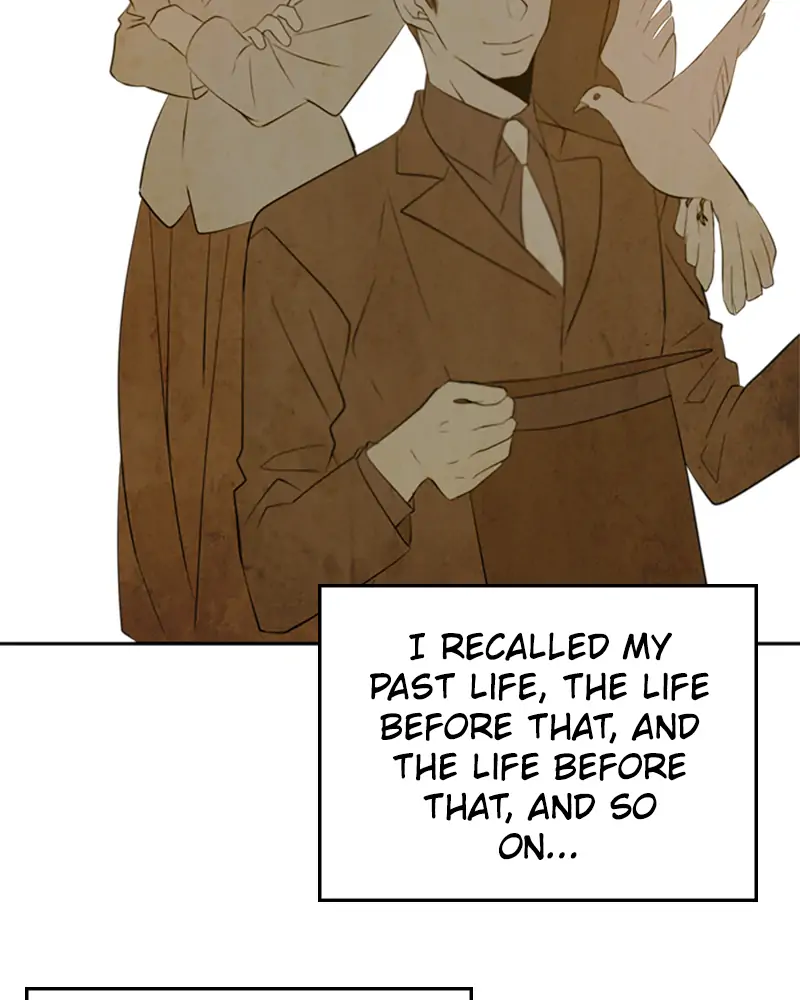 I RECALLED MY
PAST LIFE, THE LIFE
BEFORE THAT, AND
THE LIFE BEFORE
THAT, AND SO
ON...